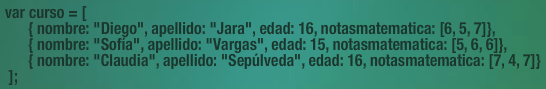 var curso = [
{ nombre: "Diego", apellido: "Jara", edad: 16, notasmatematica: [6, 5, 7]},
{ nombre: "Sofía", apellido: "Vargas", edad: 15, notasmatematica: [5, 6, 6]},
{ nombre: "Claudia", apellido: "Sepúlveda", edad: 16, notasmatematica: [7, 4, 7]}
];